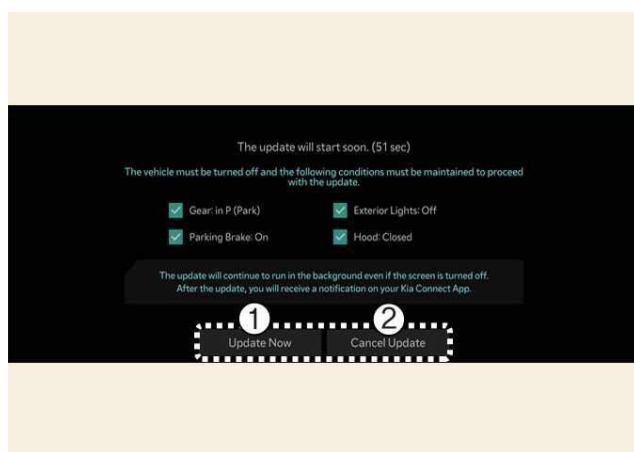 The update will start soon. (51 sec)
The vehicle must be turned off and the following conditions must be maintained to proceed
with the update.
Gear: in P (Park) Exterior Lights: Off
Parking Brake: On Hood: Closed
The update will continue to run in the background even if the screen is turned off.
After the update, you will receive a notification on your Kia Connect App.
1 2
Update Now Cancel Update